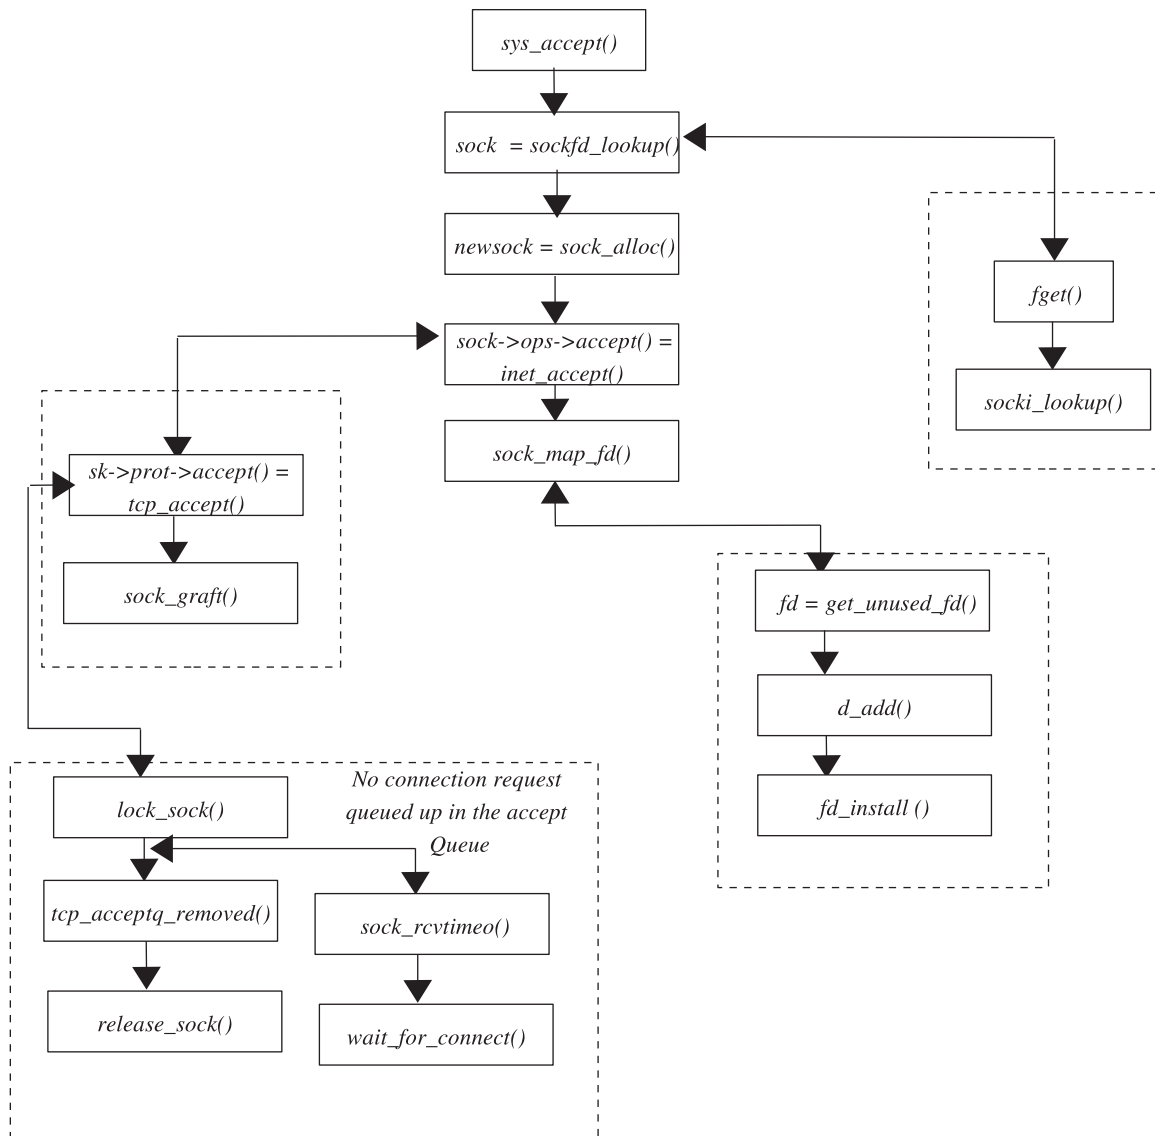 sys_accept()
sock = sockfd_lookup()
newsock = sock_alloc()
sock->ops->accept() =
inet_accept()
sock_map_fd()
fget()
socki_lookup()
sk->prot->accept() =
tcp_accept()
sock_graft()
fd = get_unused_fd()
d_add()
fd_install ()
lock_sock()
No connection request
queued up in the accept
Queue
tcp_acceptq_removed()
sock_rcvtimeo()
release_sock()
wait_for_connect()